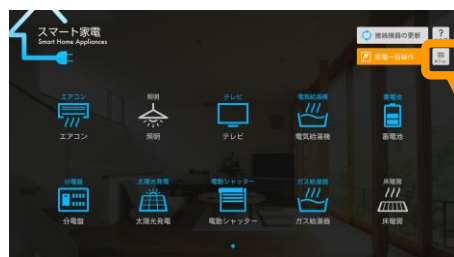 スマート家電
Smart Home Appliances
接続機器の更新
?
家電一括操作
メニュー
エアコン
照明
テレビ
電気給湯機
蓄電池
エアコン
照明
テレビ
電気給湯機
蓄電池
分電盤
太陽光発電
電動シャッター
ガス給湯器
床暖房
分電盤
太陽光発電
電動シャッター
ガス給湯器
床暖房